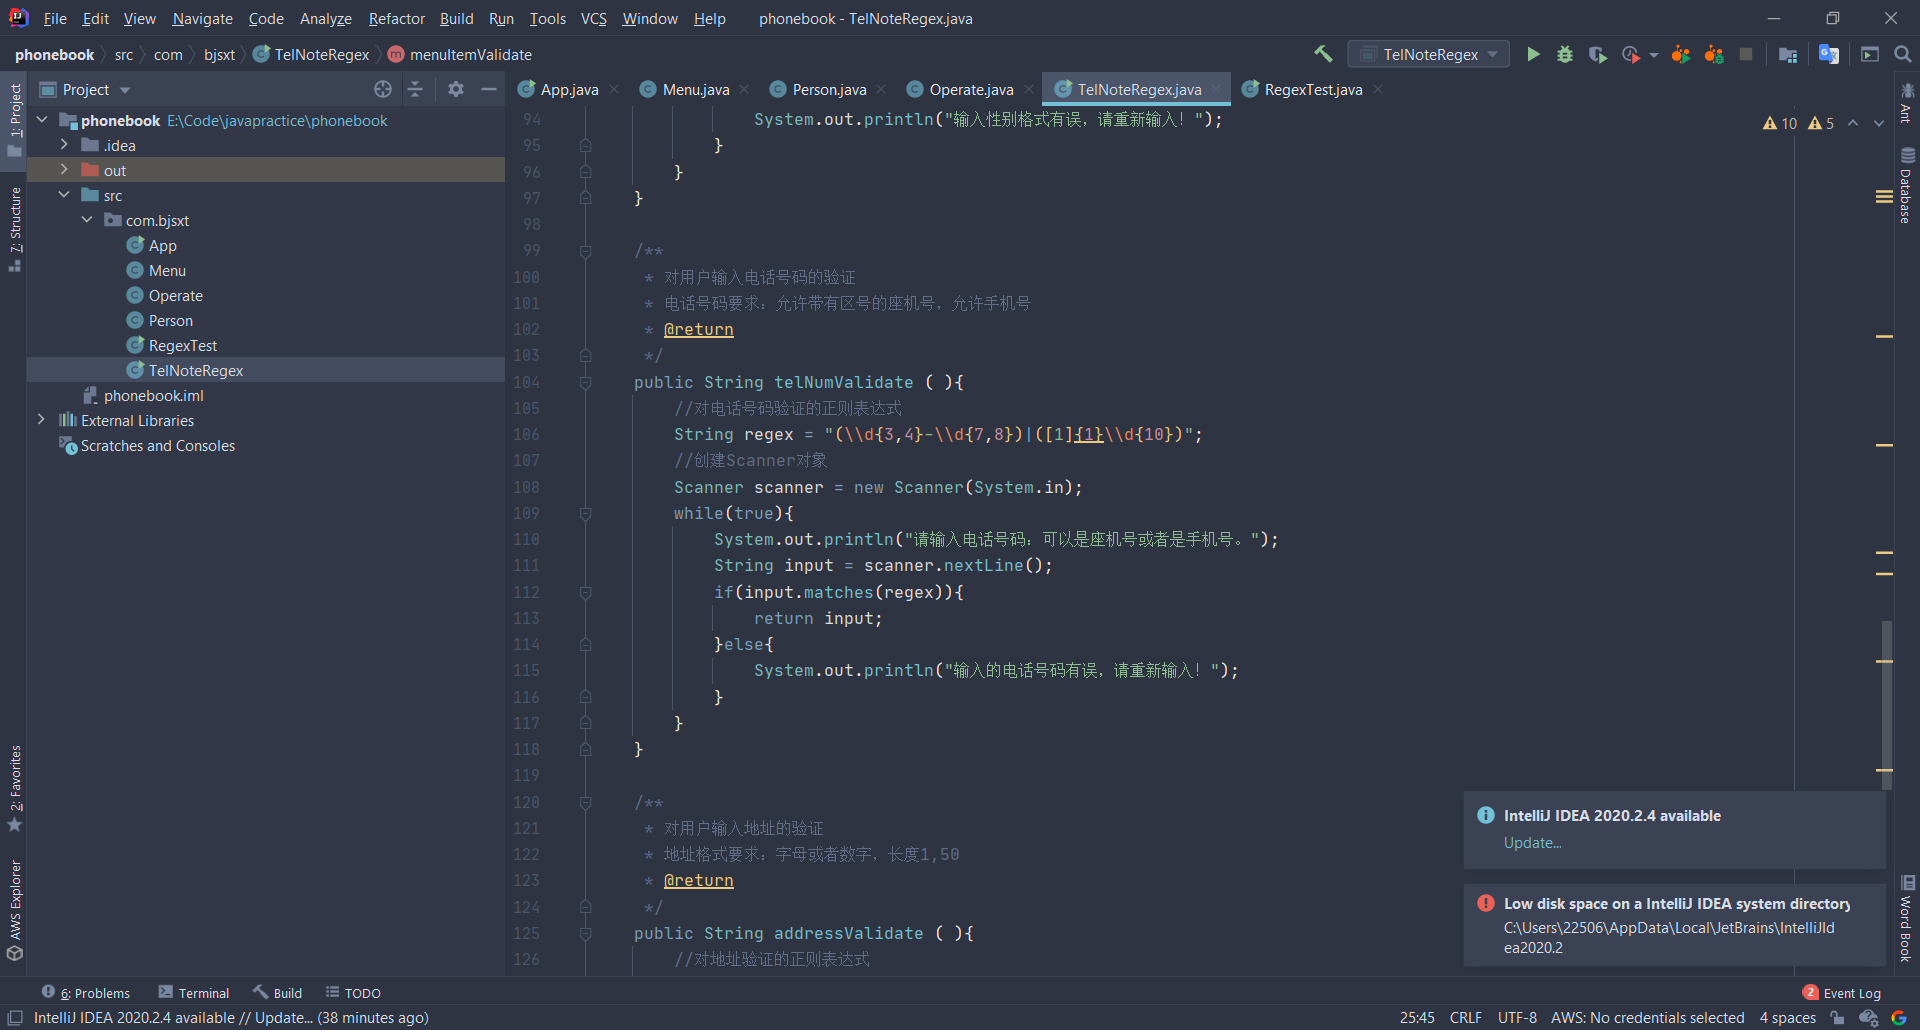 File Edit View Navigate Code Analyze Refactor Build Run Tools VCS Window Help phonebook - TelNoteRegex.java
phonebook src com bjsxt TelNoteRegex menuItemValidate TelNoteRegex
Project
App.java Menu.java Person.java Operate.java TelNoteRegex.java RegexTest.java
1: Project
7: Structure
2: Favorites
AWS Explorer
phonebook E:\Code\javapractice\phonebook
.idea
out
src
com.bjsxt
App
Menu
Operate
Person
RegexTest
TelNoteRegex
phonebook.iml
External Libraries
Scratches and Consoles
10 5
94 System.out.println("输入性别格式有误，请重新输入！");
95 }
96 }
97 }
98
99 /**
100 * 对用户输入电话号码的验证
101 * 电话号码要求：允许带有区号的座机号，允许手机号
102 * @return
103 */
104 public String telNumValidate ( ){
105 //对电话号码验证的正则表达式
106 String regex = "(\\d{3,4}-\\d{7,8})|([1]{1}\\d{10})";
107 //创建Scanner对象
108 Scanner scanner = new Scanner(System.in);
109 while(true){
110 System.out.println("请输入电话号码：可以是座机号或者是手机号。");
111 String input = scanner.nextLine();
112 if(input.matches(regex)){
113 return input;
114 }else{
115 System.out.println("输入的电话号码有误，请重新输入！");
116 }
117 }
118 }
119
120 /**
121 * 对用户输入地址的验证
122 * 地址格式要求：字母或者数字，长度1,50
123 * @return
124 */
125 public String addressValidate ( ){
126 //对地址验证的正则表达式
Ant
Database
Word Book
IntelliJ IDEA 2020.2.4 available
Update...
Low disk space on a IntelliJ IDEA system directory
C:\Users\22506\AppData\Local\JetBrains\IntelliJId
ea2020.2
6: Problems Terminal Build TODO 2 Event Log
IntelliJ IDEA 2020.2.4 available // Update... (38 minutes ago) 25:45 CRLF UTF-8 AWS: No credentials selected 4 spaces